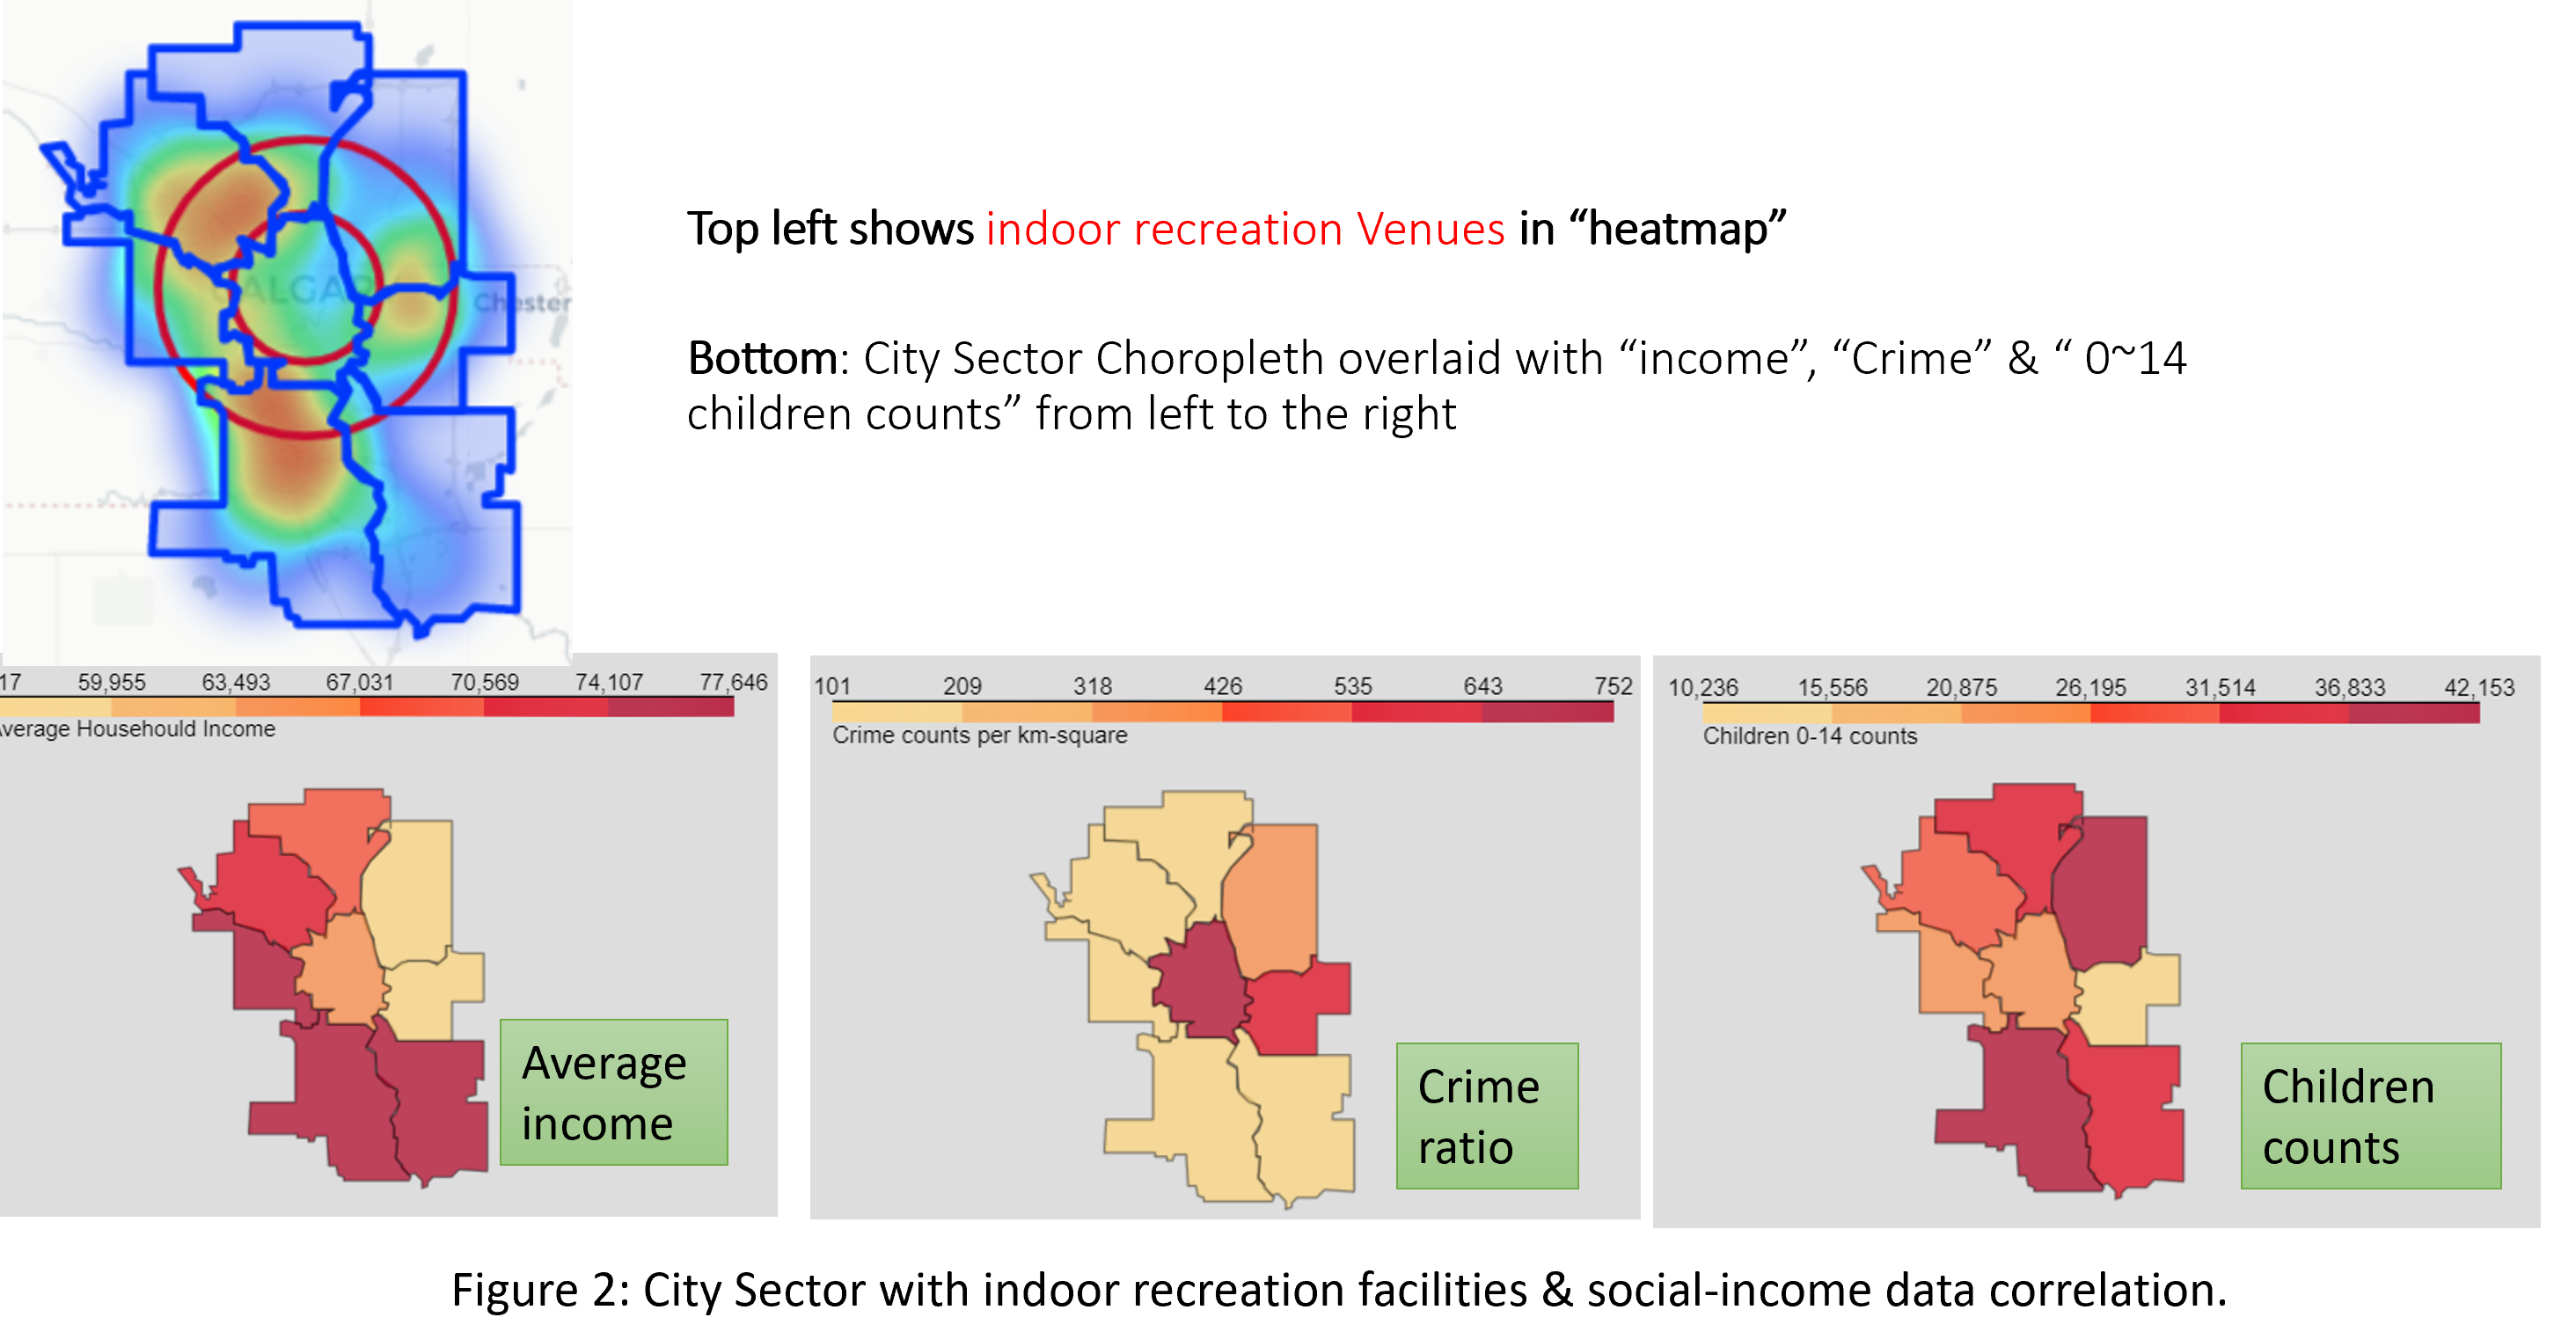 Top left shows indoor recreation Venues in “heatmap”
CALGAR
Chester
Bottom: City Sector Choropleth overlaid with “income”, “Crime” & “ 0~14
children counts” from left to the right
17 59,955 63,493 67,031 70,569 74,107 77,646
verage Househould Income
Average
income
101 209 318 426 535 643 752
Crime counts per km-square
Crime
ratio
10,236 15,556 20,875 26,195 31,514 36,833 42,153
Children 0-14 counts
Children
counts
Figure 2: City Sector with indoor recreation facilities & social-income data correlation.